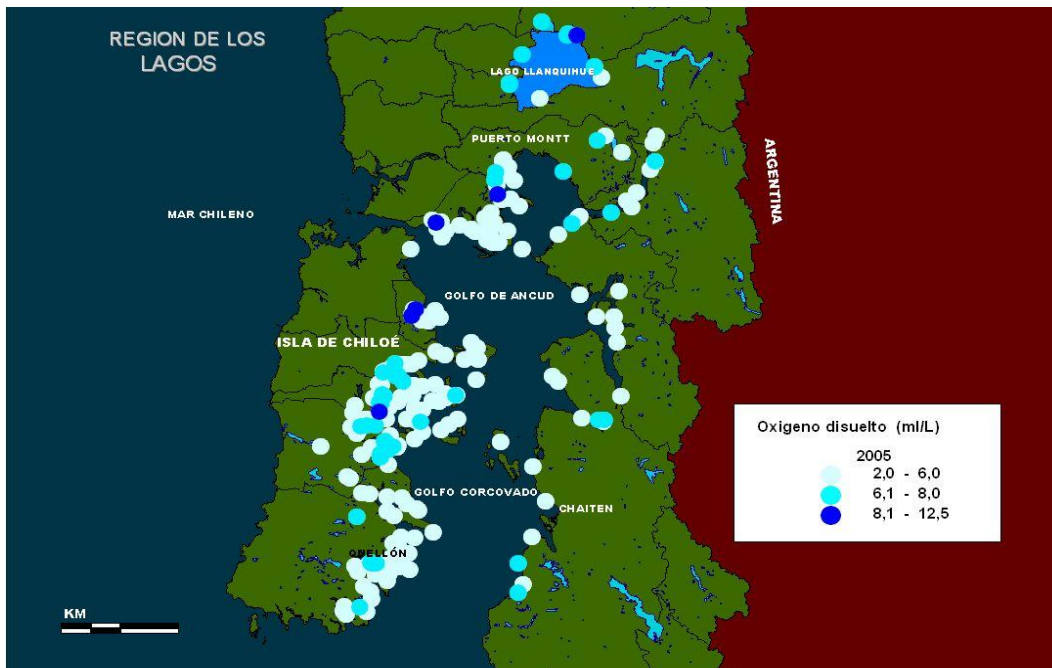 REGION DE LOS
LAGOS
LAGO LLANQUIHUE
PUERTO MONTT
ARGENTINA
MAR CHILENO
GOLFO DE ANCUD
ISLA DE CHILOÉ
Oxigeno disuelto (ml/L)
2005
2,0 - 6,0
6,1 - 8,0
8,1 - 12,5
GOLFO CORCOVADO
CHAITEN
QUELLÓN
KM